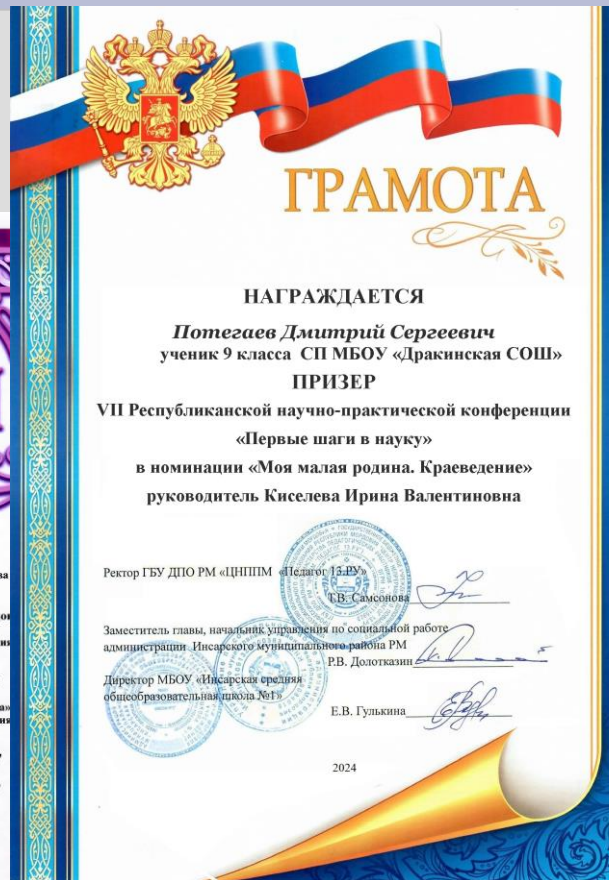 ГРАМОТА
НАГРАЖДАЕТСЯ
Потегаев Дмитрий Сергеевич
ученик 9 класса СП МБОУ «Дракинская СОШ»
ПРИЗЕР
VII Республиканской научно-практической конференции
«Первые шаги в науку»
в номинации «Моя малая родина. Краеведение»
руководитель Киселева Ирина Валентиновна
Ректор ГБУ ДПО РМ «ЦНППМ «Педагог 13.РУ»
Т.В. Самсонова
Заместитель главы, начальник управления по социальной работе
администрации Инсарского муниципального района РМ
Р.В. Долотказин
Директор МБОУ «Инсарская средняя
общеобразовательная школа №1»
Е.В. Гулькина
2024